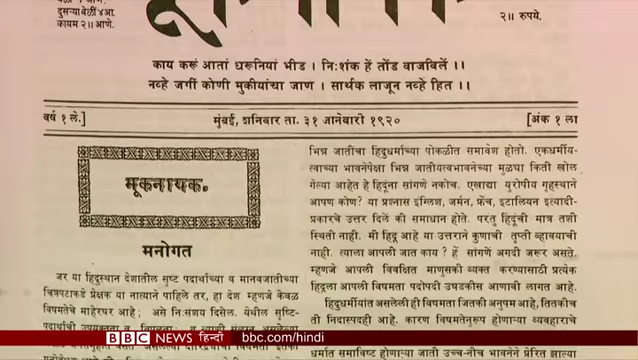 कायम २॥ आणे.
२॥ रुपये.
काय करूं आतां धरूनियां भीड । नि:शंक हें तोंड वाजविलें ।।
नव्हे जगीं कोणी मुकीयांचा जाण । सार्थक लाजून नव्हे हित ।।
वर्ष १ ले.]
मुंबई, शनिवार ता. ३१ जानेवारी १९२०
[अंक १ ला
मूकनायक.
मनोगत
जर या हिंदुस्थान देशातील सृष्ट पदार्थांच्या व मानवजातीच्या
चित्रपटाकडे प्रेक्षक या नात्याने पाहिले तर, हा देश म्हणजे केवळ
विषमतेचे माहेरघर आहे; असे नि:संशय दिसेल. येथील सृष्टि-
भिन्न जातींचा हिंदुधर्माच्या पोकळीत समावेश होतो. एकधर्मीय-
त्वाच्या भावनेपेक्षा भिन्न जातीयत्वभावनेच्या मुळ्या किती खोल
गेल्या आहेत हे हिंदूंना सांगणे नकोच. एखाद्या युरोपीय गृहस्थाने
आपण कोण? या प्रश्नास इंग्लिश, जर्मन, फ्रेंच, इटालियन इत्यादी-
प्रकारचे उत्तर दिलें की समाधान होते. परंतु हिंदूंची मात्र तशी
स्थिती नाही. मी हिंदू आहे या उत्तराने कुणाची तृप्ती व्हावयाची
नाही. त्याला आपली जात काय? हें सांगणे अगदी जरूर असते.
म्हणजे आपली विवक्षित माणुसकी व्यक्त करण्यासाठी प्रत्येक
हिंदूला आपली विषमता पदोपदी उघडकीस आणावी लागत आहे.
हिंदुधर्मीयांत असलेली ही विषमता जितकी अनुपम आहे, तितकीच
ती निंदास्पदही आहे. कारण विषमतेनुरूप होणाऱ्या व्यवहाराचे
धर्मात समाविष्ट होणाऱ्या जाती उच्च-नीच भावनेने प्रेरित झाल्या
BBC NEWS हिन्दी bbc.com/hindi